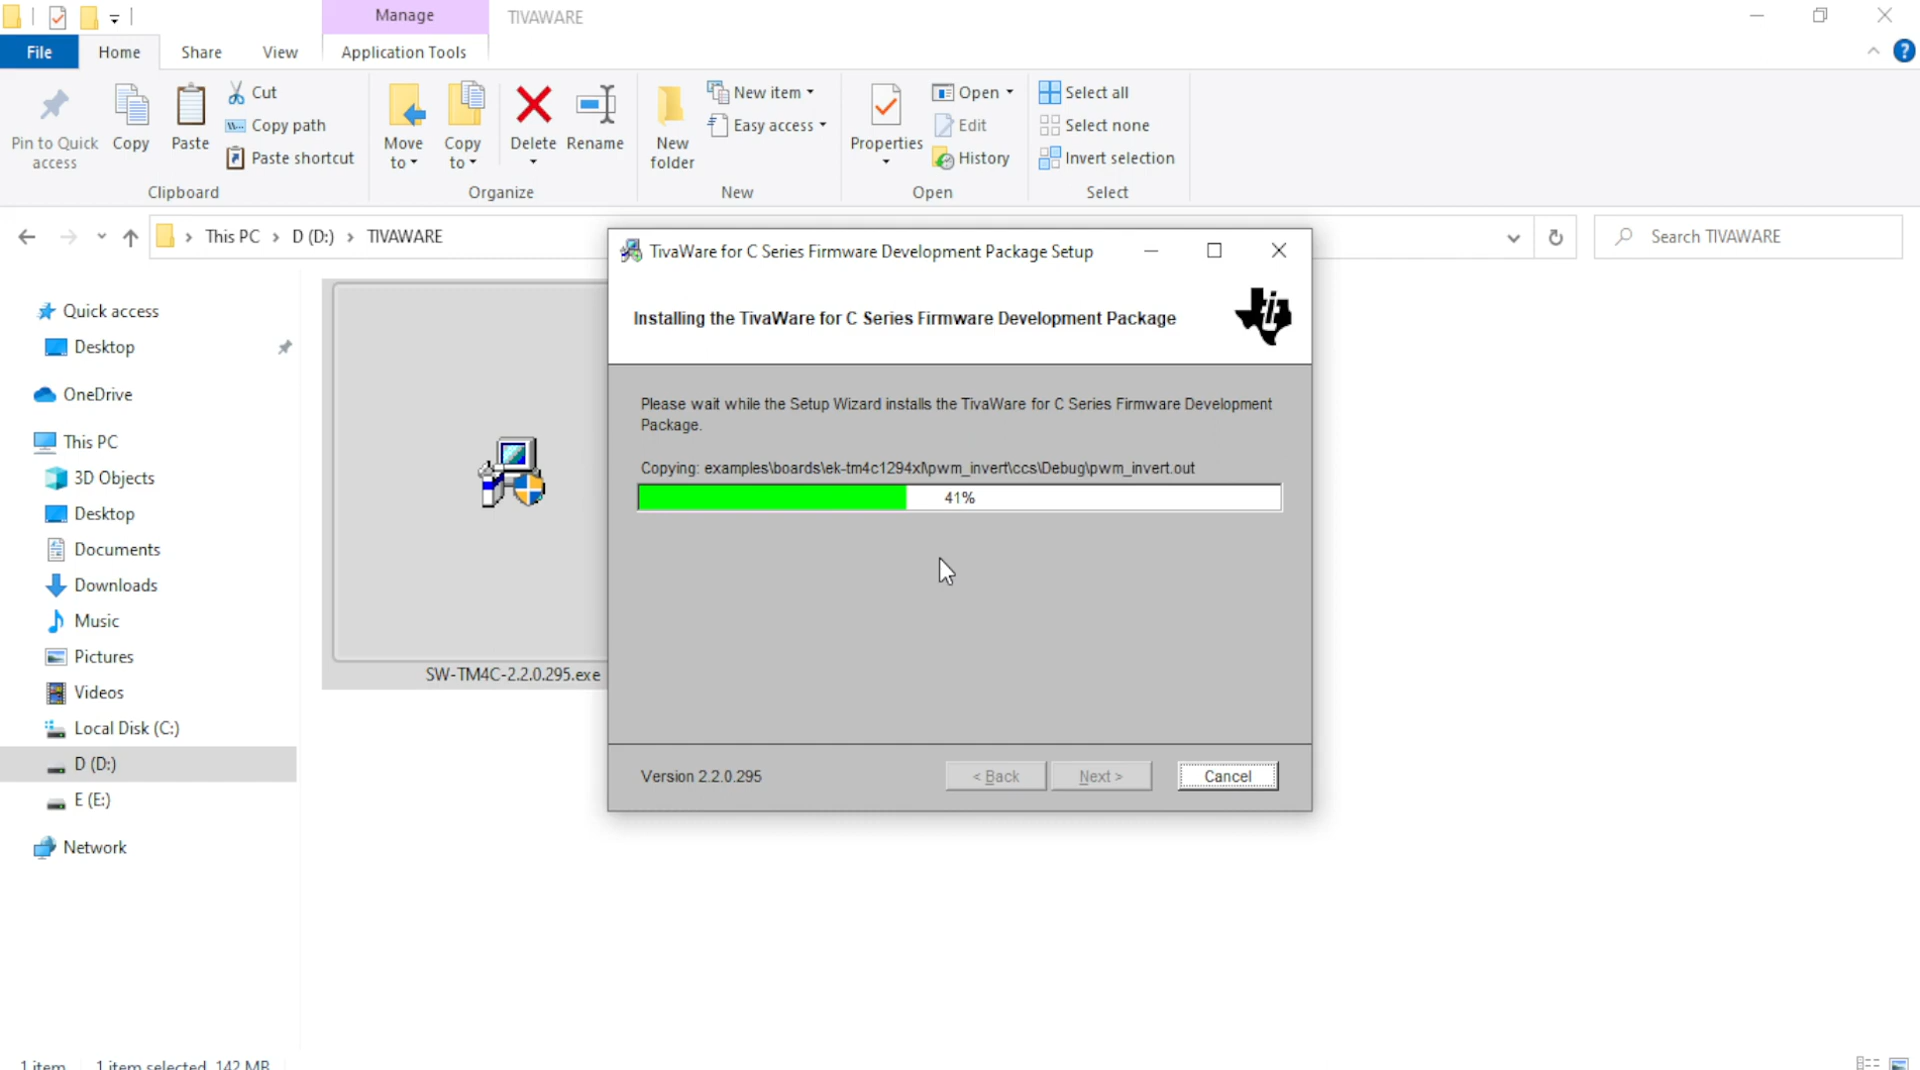 Manage
TIVAWARE
File
Home
Share
View
Application Tools
Pin to Quick
access
Copy
Paste
Cut
Copy path
Paste shortcut
Clipboard
Move
to
Copy
to
Delete
Rename
Organize
New
folder
New item
Easy access
New
Properties
Open
Edit
History
Open
Select all
Select none
Invert selection
Select
This PC > D (D:) > TIVAWARE
Search TIVAWARE
Quick access
Desktop
OneDrive
This PC
3D Objects
Desktop
Documents
Downloads
Music
Pictures
Videos
Local Disk (C:)
D (D:)
E (E:)
Network
SW-TM4C-2.2.0.295.exe
TivaWare for C Series Firmware Development Package Setup
Installing the TivaWare for C Series Firmware Development Package
Please wait while the Setup Wizard installs the TivaWare for C Series Firmware Development
Package.
Copying: examples\boards\ek-tm4c1294xl\pwm_invert\ccs\Debug\pwm_invert.out
41%
Version 2.2.0.295
< Back
Next >
Cancel
1 item
1 item selected 142 MB